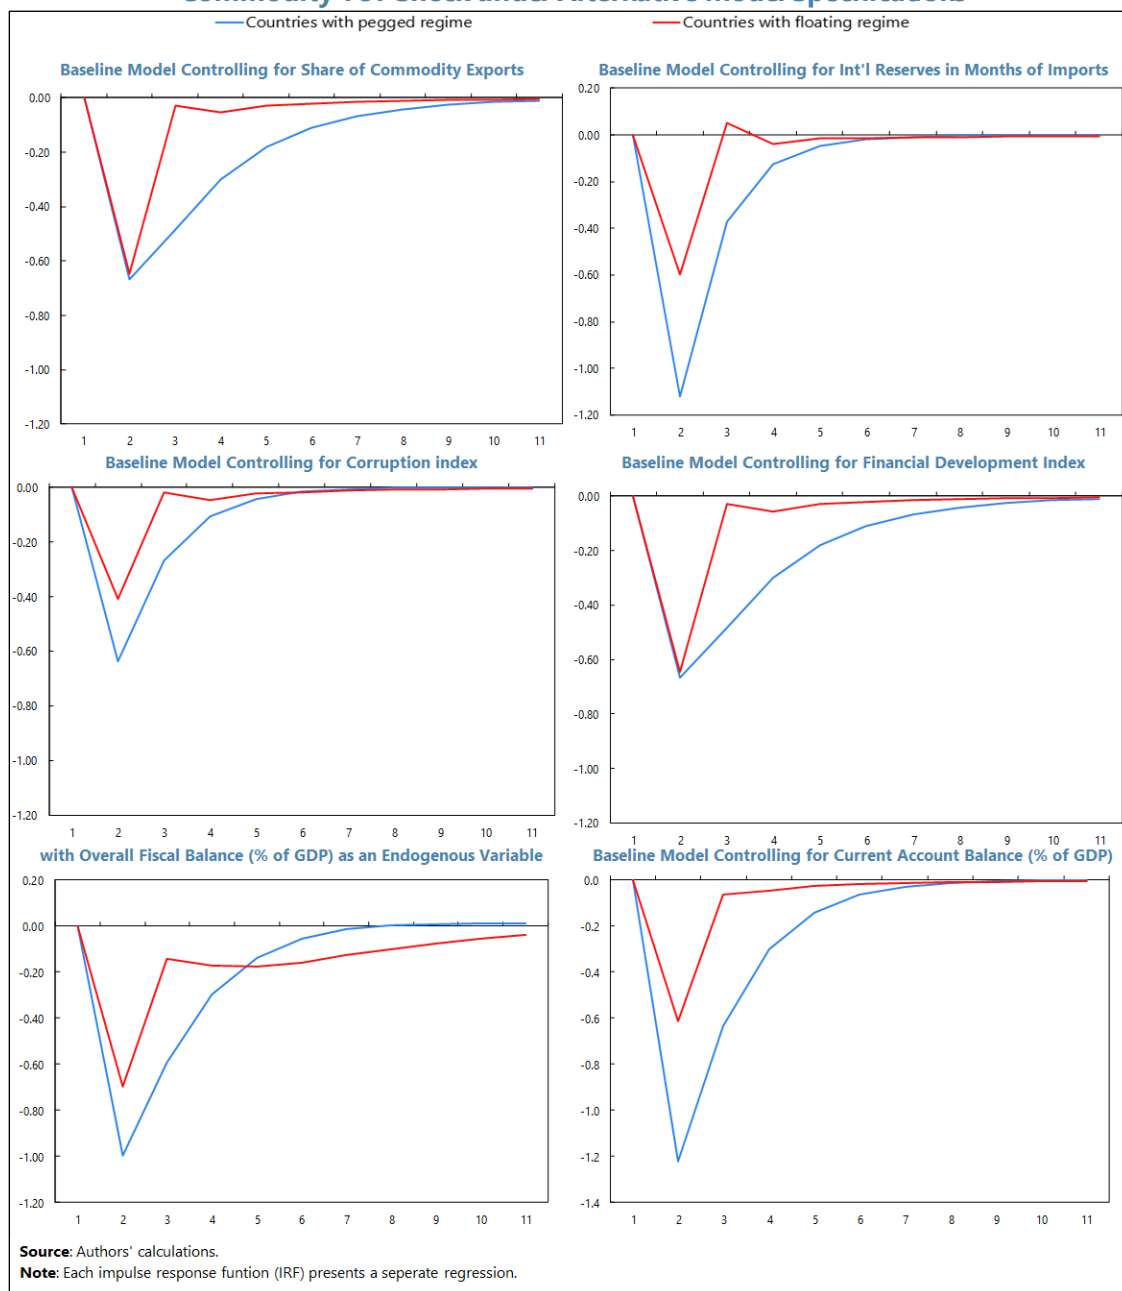 Commodity ToT Shock under Alternative Model Specifications
Countries with pegged regime
Countries with floating regime
Baseline Model Controlling for Share of Commodity Exports
0.00
-0.20
-0.40
-0.60
-0.80
-1.00
-1.20
1 2 3 4 5 6 7 8 9 10 11
Baseline Model Controlling for Int'l Reserves in Months of Imports
0.20
0.00
-0.20
-0.40
-0.60
-0.80
-1.00
-1.20
1 2 3 4 5 6 7 8 9 10 11
Baseline Model Controlling for Corruption index
0.00
-0.20
-0.40
-0.60
-0.80
-1.00
-1.20
1 2 3 4 5 6 7 8 9 10 11
Baseline Model Controlling for Financial Development Index
0.00
-0.20
-0.40
-0.60
-0.80
-1.00
-1.20
1 2 3 4 5 6 7 8 9 10 11
with Overall Fiscal Balance (% of GDP) as an Endogenous Variable
0.20
0.00
-0.20
-0.40
-0.60
-0.80
-1.00
-1.20
1 2 3 4 5 6 7 8 9 10 11
Baseline Model Controlling for Current Account Balance (% of GDP)
0.0
-0.2
-0.4
-0.6
-0.8
-1.0
-1.2
-1.4
1 2 3 4 5 6 7 8 9 10 11
Source: Authors' calculations.
Note: Each impulse response funtion (IRF) presents a seperate regression.